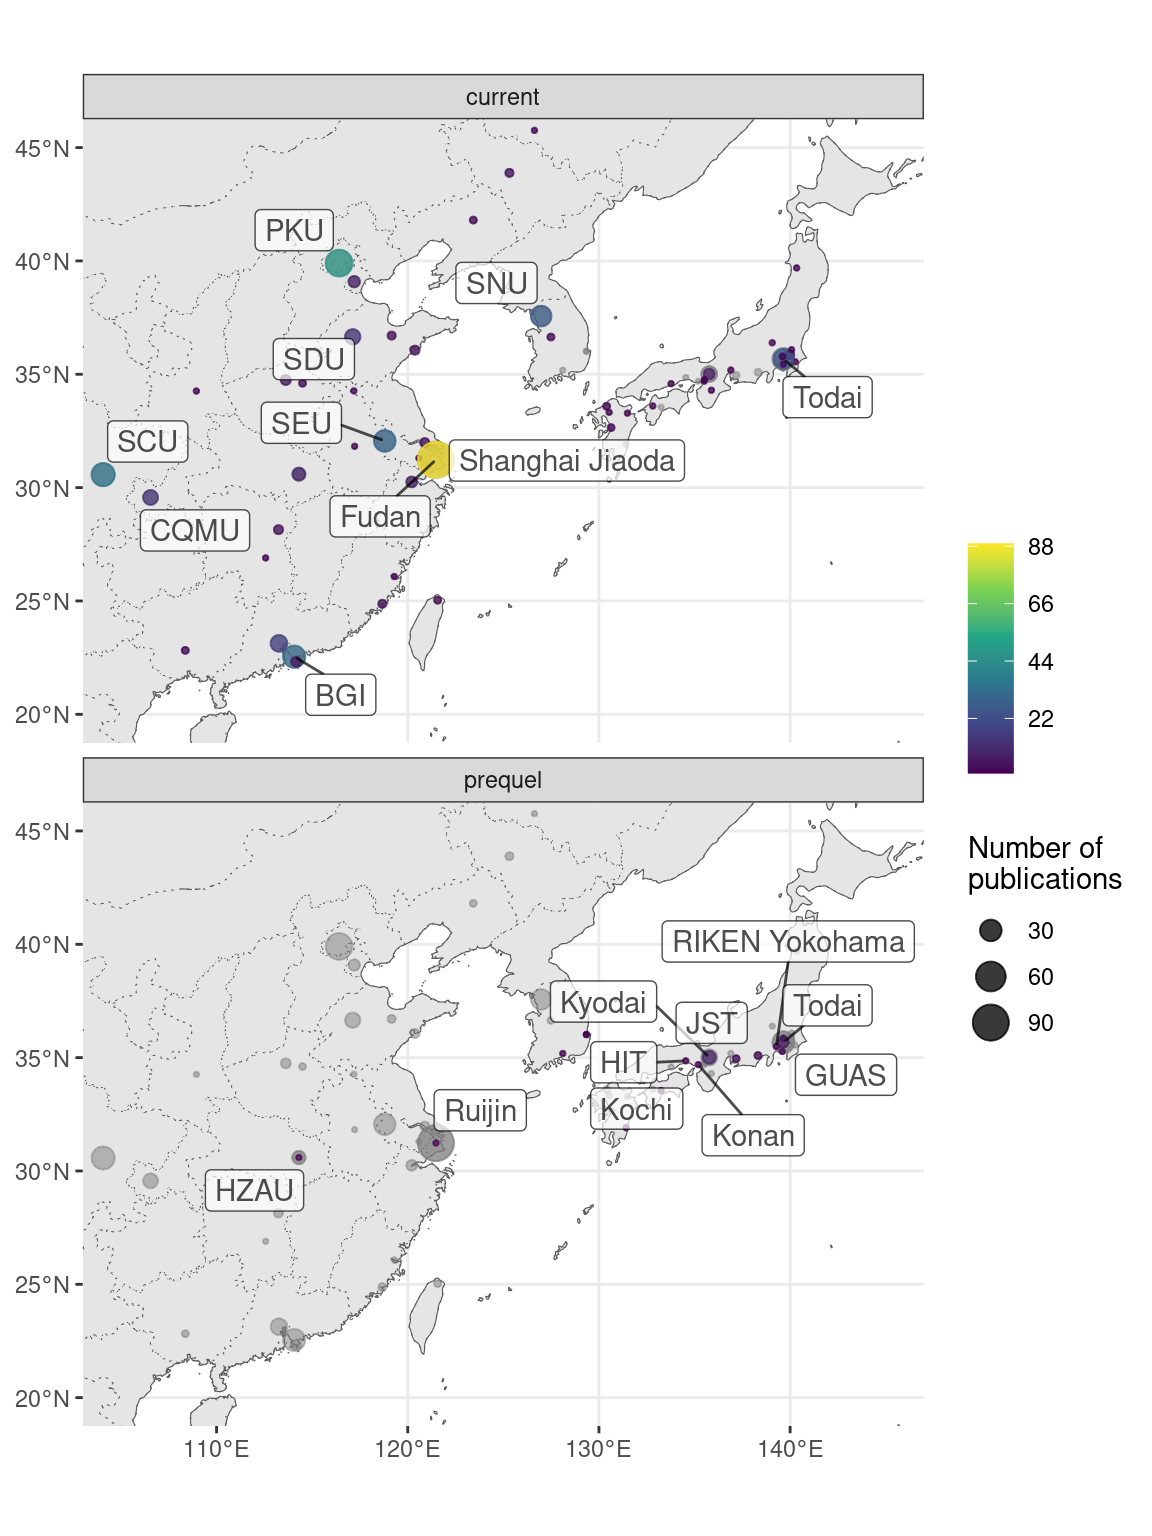 current
45°N
40°N
35°N
30°N
25°N
20°N
PKU
SNU
SDU
Todai
SEU
SCU
Shanghai Jiaoda
Fudan
CQMU
BGI
88
66
44
22
Number of
publications
30
60
90
prequel
45°N
40°N
35°N
30°N
25°N
20°N
RIKEN Yokohama
Kyodai
Todai
JST
HIT
GUAS
Ruijin
Kochi
Konan
HZAU
110°E
120°E
130°E
140°E